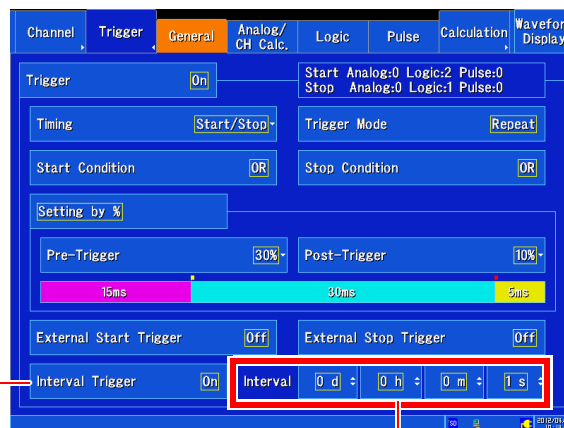 Channel Trigger General Analog/ CH Calc. Logic Pulse Calculation Wavefor Display
Trigger On
Start Analog:0 Logic:2 Pulse:0
Stop Analog:0 Logic:1 Pulse:0
Timing Start/Stop Trigger Mode Repeat
Start Condition OR Stop Condition OR
Setting by %
Pre-Trigger 30% Post-Trigger 10%
15ms 30ms 5ms
External Start Trigger Off External Stop Trigger Off
Interval Trigger On Interval 0 d 0 h 0 m 1 s
SD